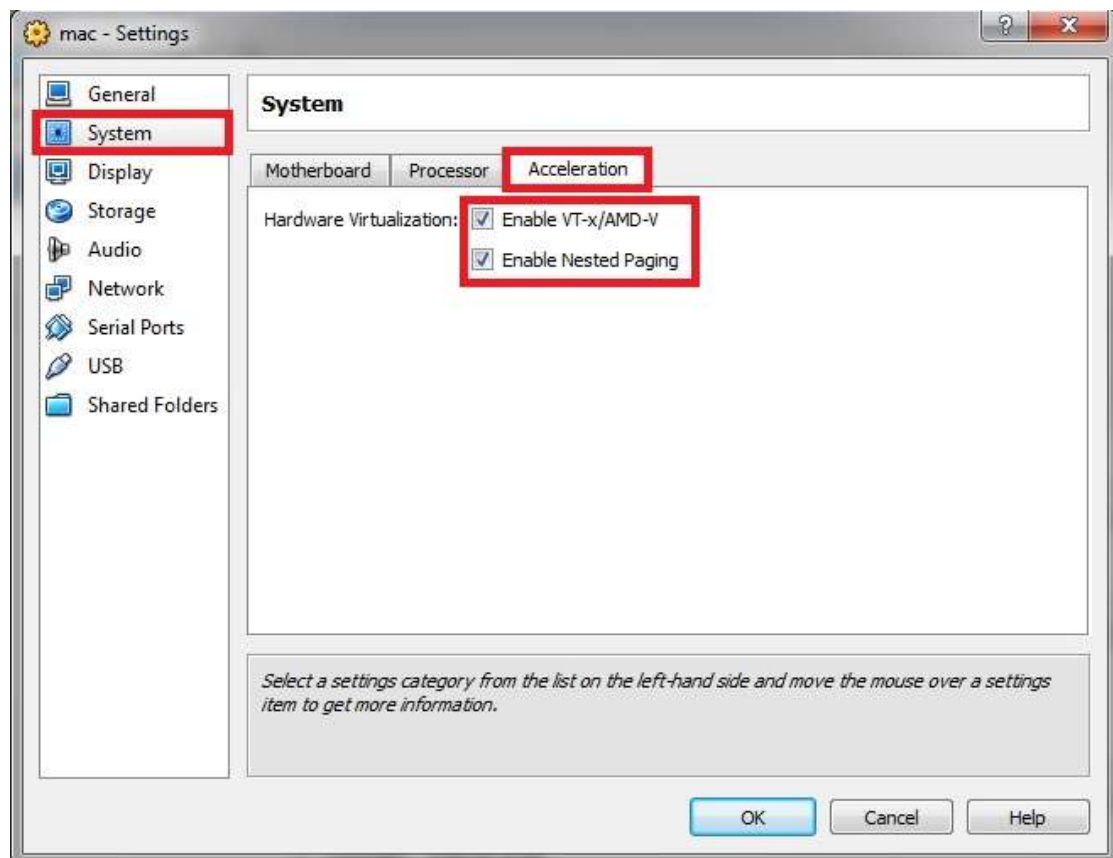 mac - Settings
General
System
Display
Storage
Audio
Network
Serial Ports
USB
Shared Folders
System
Motherboard Processor Acceleration
Hardware Virtualization: Enable VT-x/AMD-V
Enable Nested Paging
Select a settings category from the list on the left-hand side and move the mouse over a settings
item to get more information.
OK Cancel Help